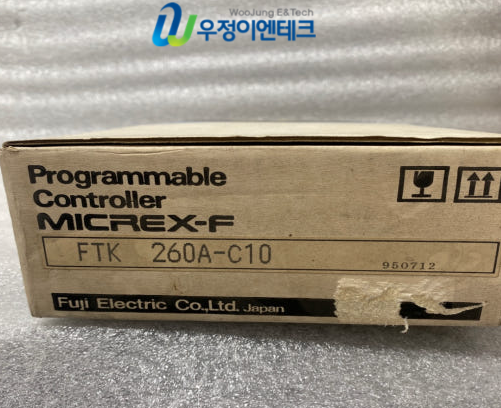 WooJung E&Tech
우정이엔테크
Programmable
Controller
MICREX-F
FTK 260A-C10
950712
Fuji Electric Co.,Ltd. Japan